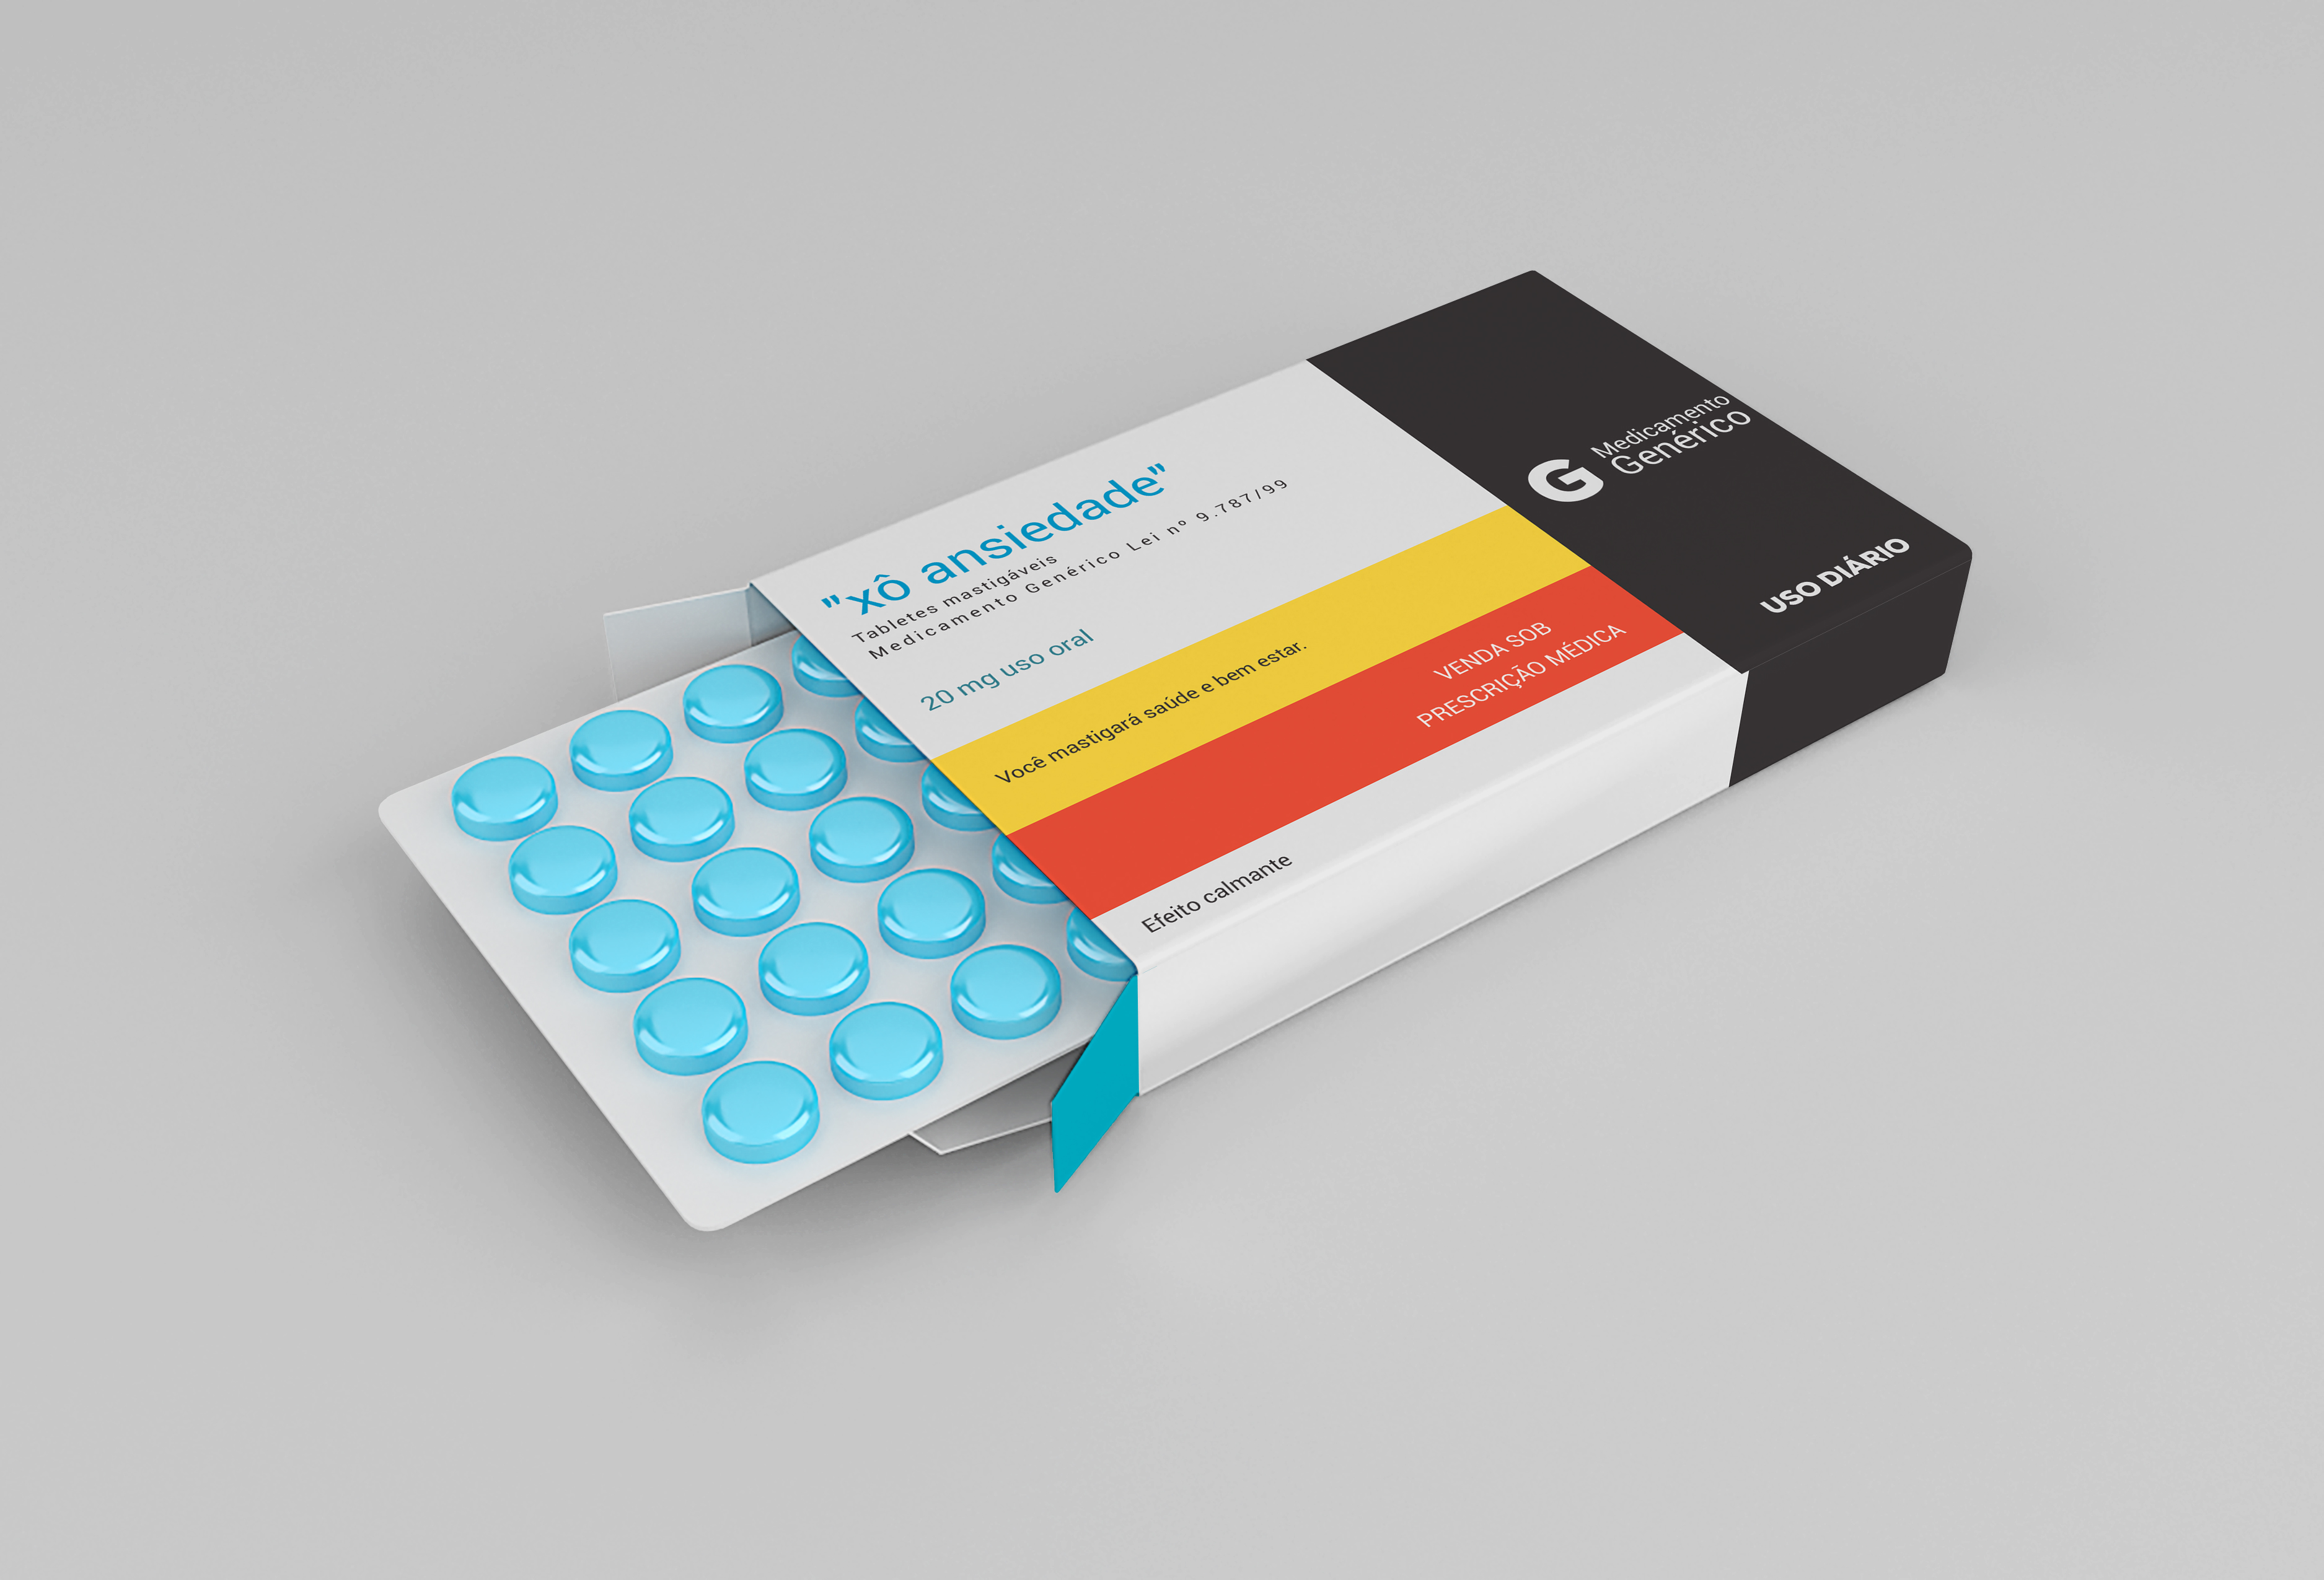 "xô ansiedade"
Tabletes mastigáveis
Medicamento Genérico Lei nº 9.787/99
20 mg uso oral
Você mastigará saúde e bem estar.
VENDA SOB
PRESCRIÇÃO MÉDICA
Efeito calmante
G Medicamento
Genérico
USO DIÁRIO